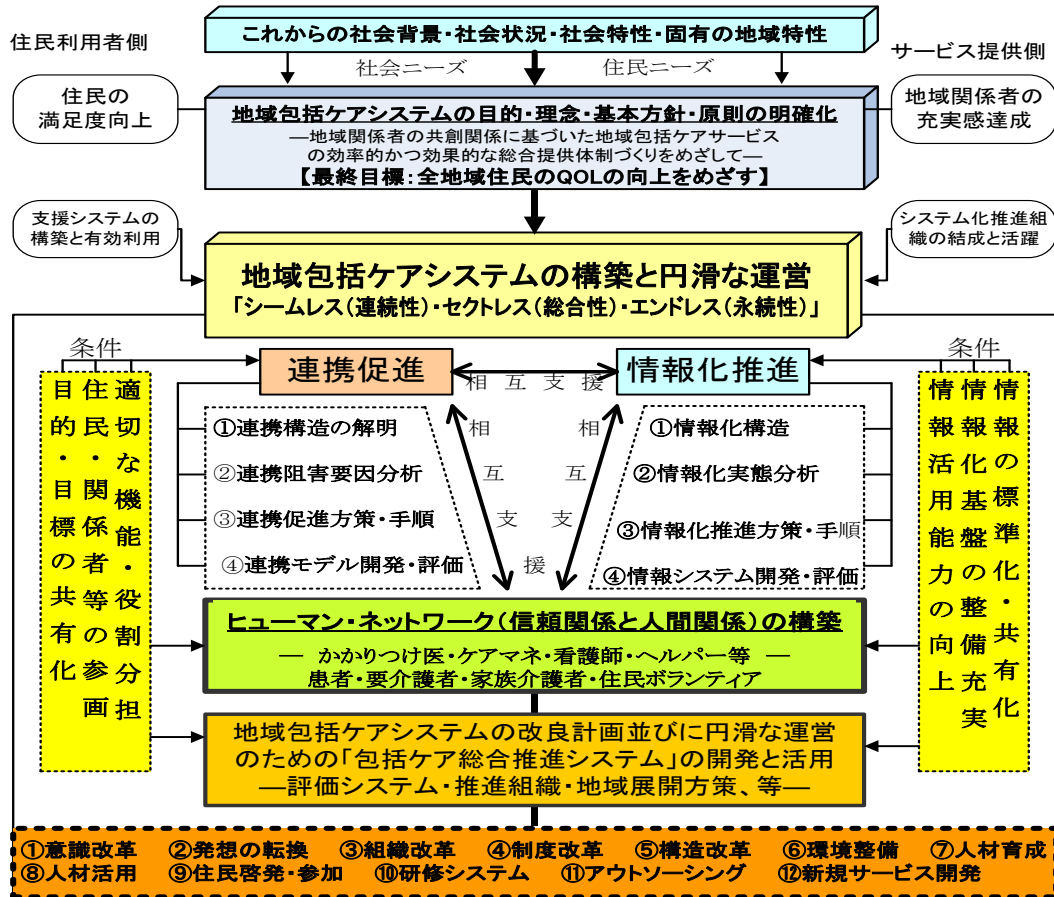 これからの社会背景・社会状況・社会特性・固有の地域特性
住民利用者側
サービス提供側
社会ニーズ
住民ニーズ
住民の
満足度向上
地域関係者の
充実感達成
地域包括ケアシステムの目的・理念・基本方針・原則の明確化
―地域関係者の共創関係に基づいた地域包括ケアサービス
の効率的かつ効果的な総合提供体制づくりをめざして―
【最終目標:全地域住民のQOLの向上をめざす】
支援システムの
構築と有効利用
システム化推進組
織の結成と活躍
地域包括ケアシステムの構築と円滑な運営
「シームレス(連続性)・セクトレス(総合性)・エンドレス(永続性)」
条件
連携促進
相互支援
情報化推進
条件
適切な機能・役割分担
住民・関係者等の参画
目的・目標の共有化
①連携構造の解明
②連携阻害要因分析
③連携促進方策・手順
④連携モデル開発・評価
相互支援
相互支
①情報化構造
②情報化実態分析
③情報化推進方策・手順
④情報システム開発・評価
情報の標準化・共有化
情報化基盤の整備充実
情報活用能力の向上
ヒューマン・ネットワーク(信頼関係と人間関係)の構築
― かかりつけ医・ケアマネ・看護師・ヘルパー等 ―
患者・要介護者・家族介護者・住民ボランティア
地域包括ケアシステムの改良計画並びに円滑な運営
のための「包括ケア総合推進システム」の開発と活用
―評価システム・推進組織・地域展開方策、等―
①意識改革 ②発想の転換 ③組織改革 ④制度改革 ⑤構造改革 ⑥環境整備 ⑦人材育成
⑧人材活用 ⑨住民啓発・参加 ⑩研修システム ⑪アウトソーシング ⑫新規サービス開発